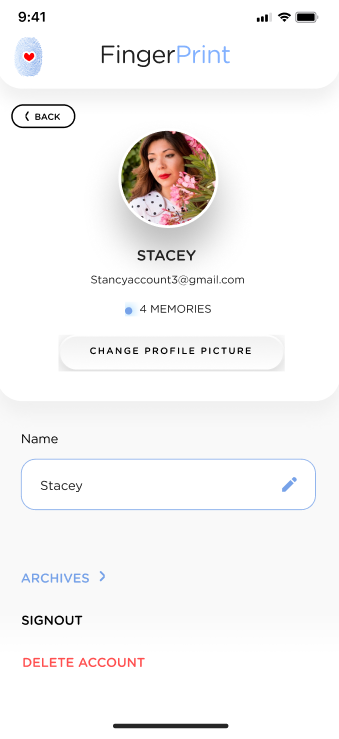 9:41
FingerPrint
BACK
STACEY
Stancyaccount3@gmail.com
4 MEMORIES
CHANGE PROFILE PICTURE
Name
Stacey
ARCHIVES
SIGNOUT
DELETE ACCOUNT